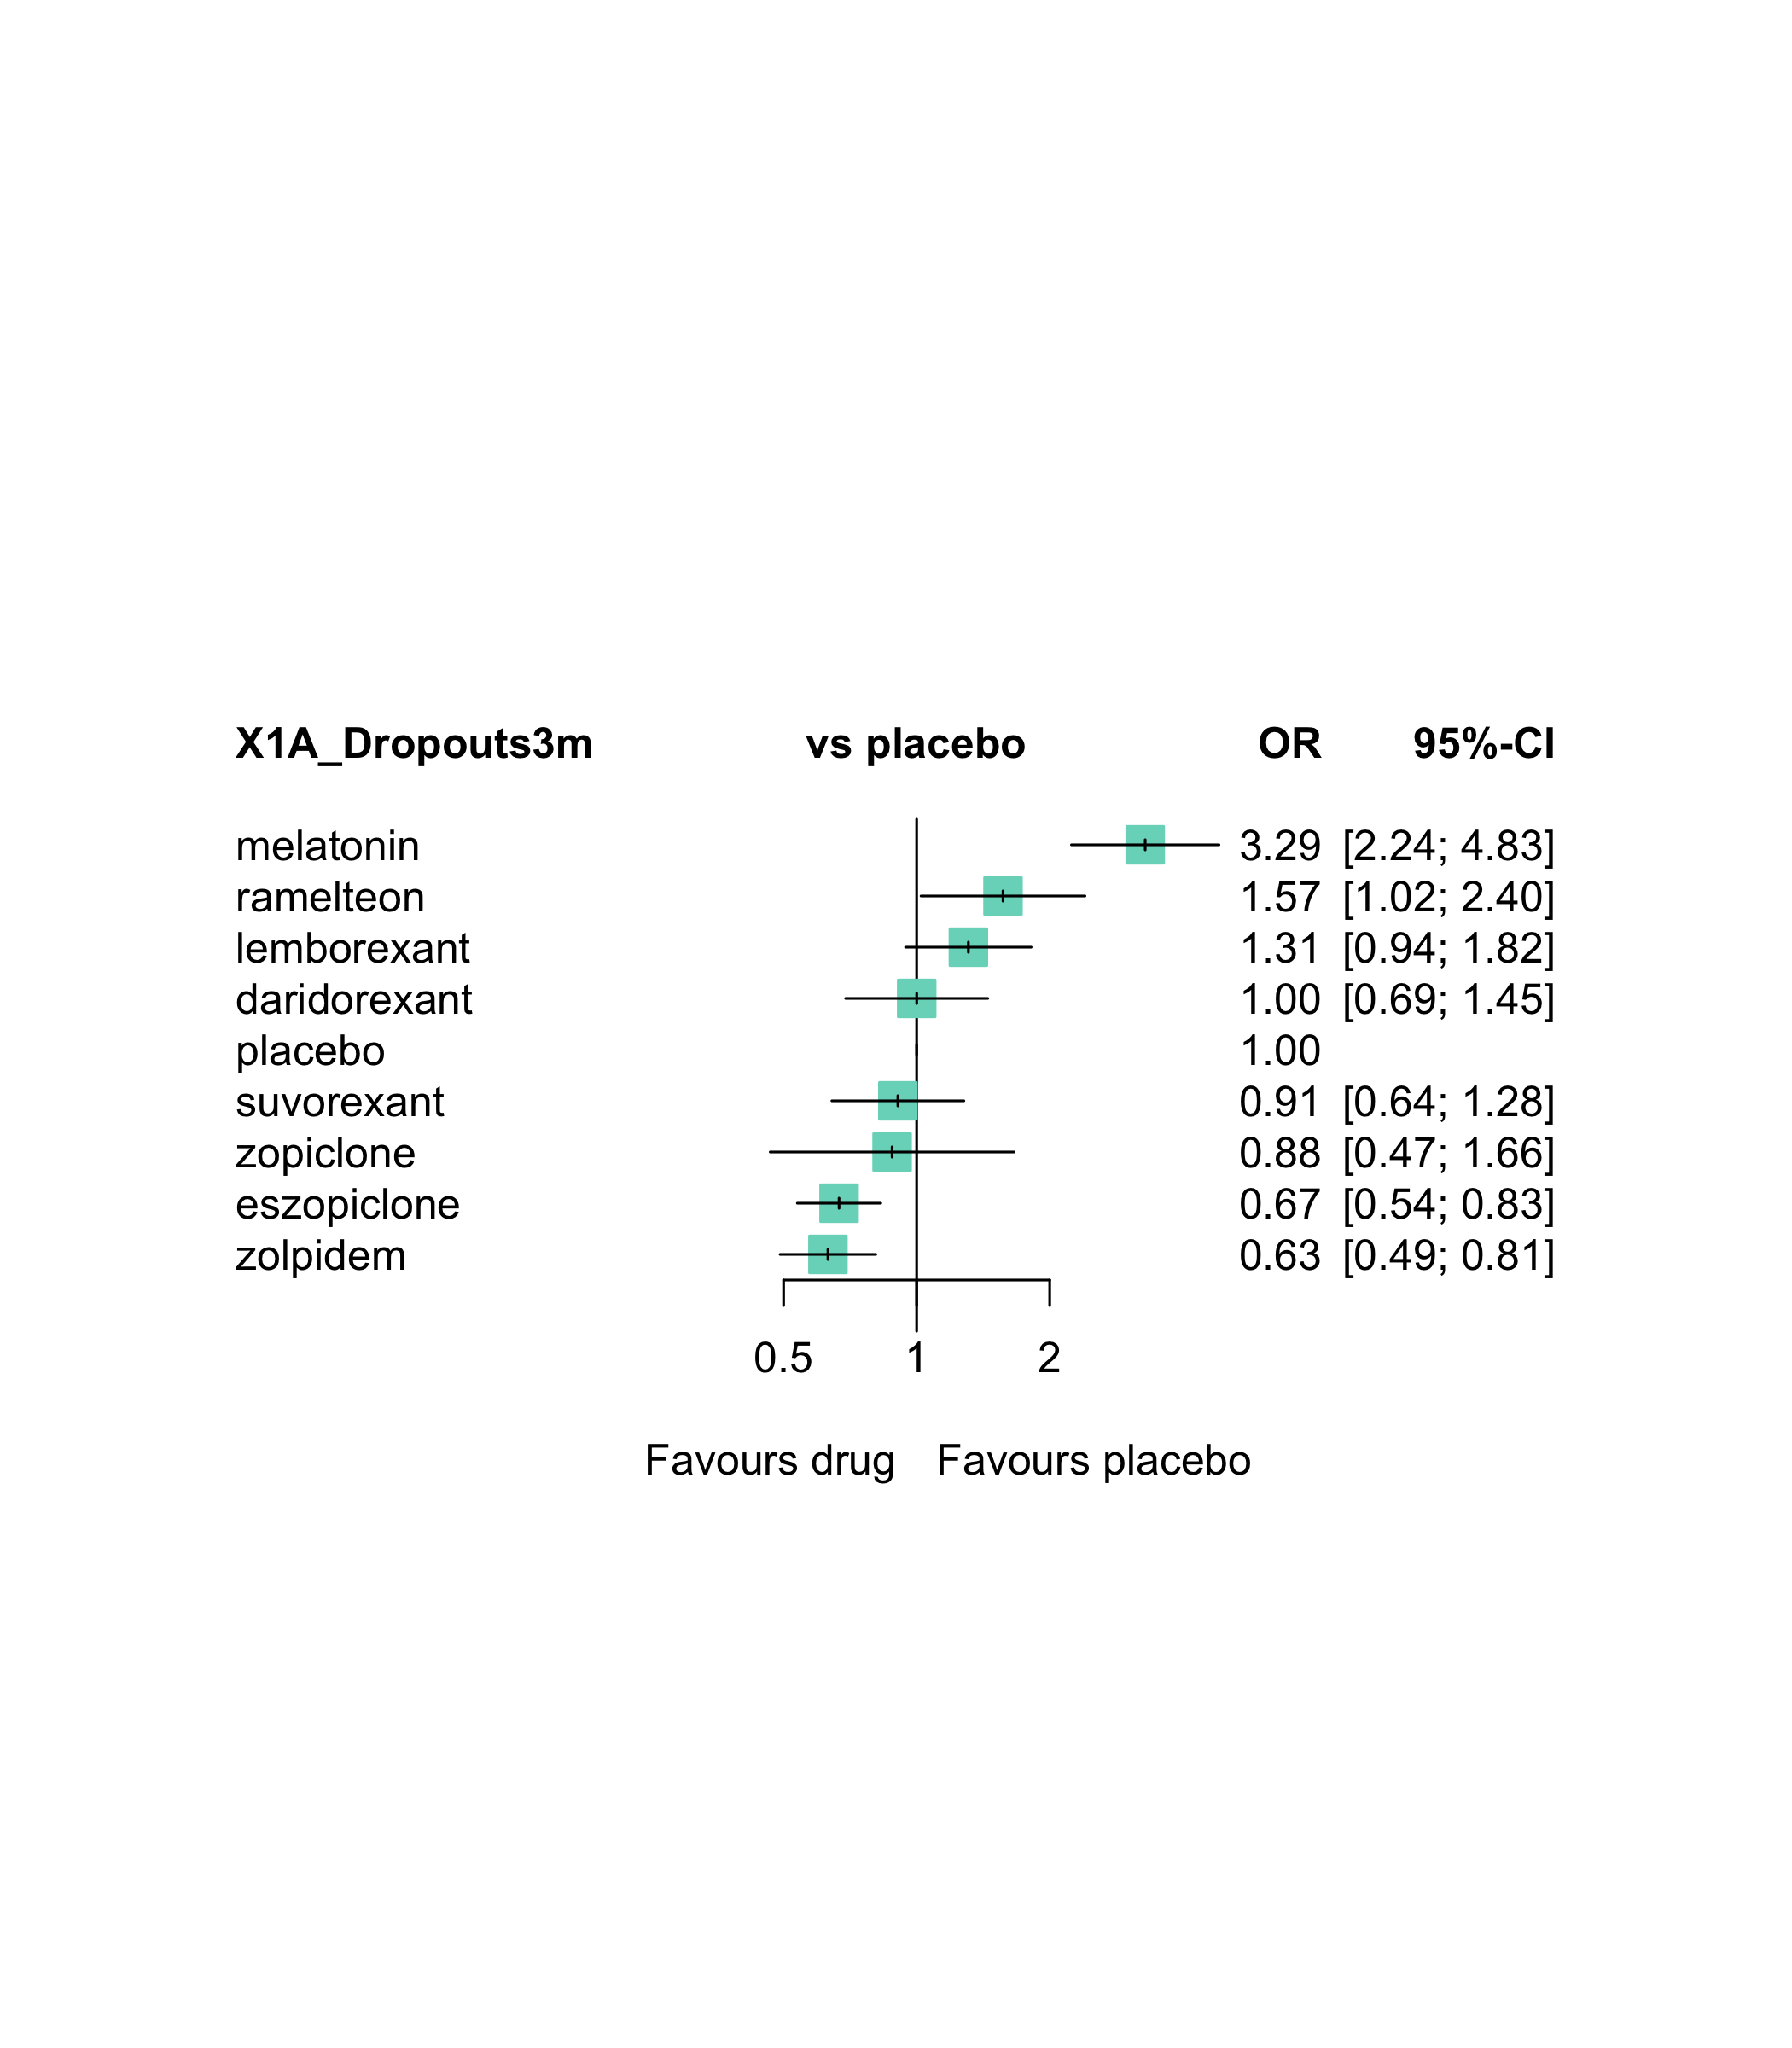 X1A_Dropouts3m vs placebo OR 95%-CI
melatonin 3.29 [2.24; 4.83]
ramelteon 1.57 [1.02; 2.40]
lemborexant 1.31 [0.94; 1.82]
daridorexant 1.00 [0.69; 1.45]
placebo 1.00
suvorexant 0.91 [0.64; 1.28]
zopiclone 0.88 [0.47; 1.66]
eszopiclone 0.67 [0.54; 0.83]
zolpidem 0.63 [0.49; 0.81]
0.5 1 2
Favours drug Favours placebo